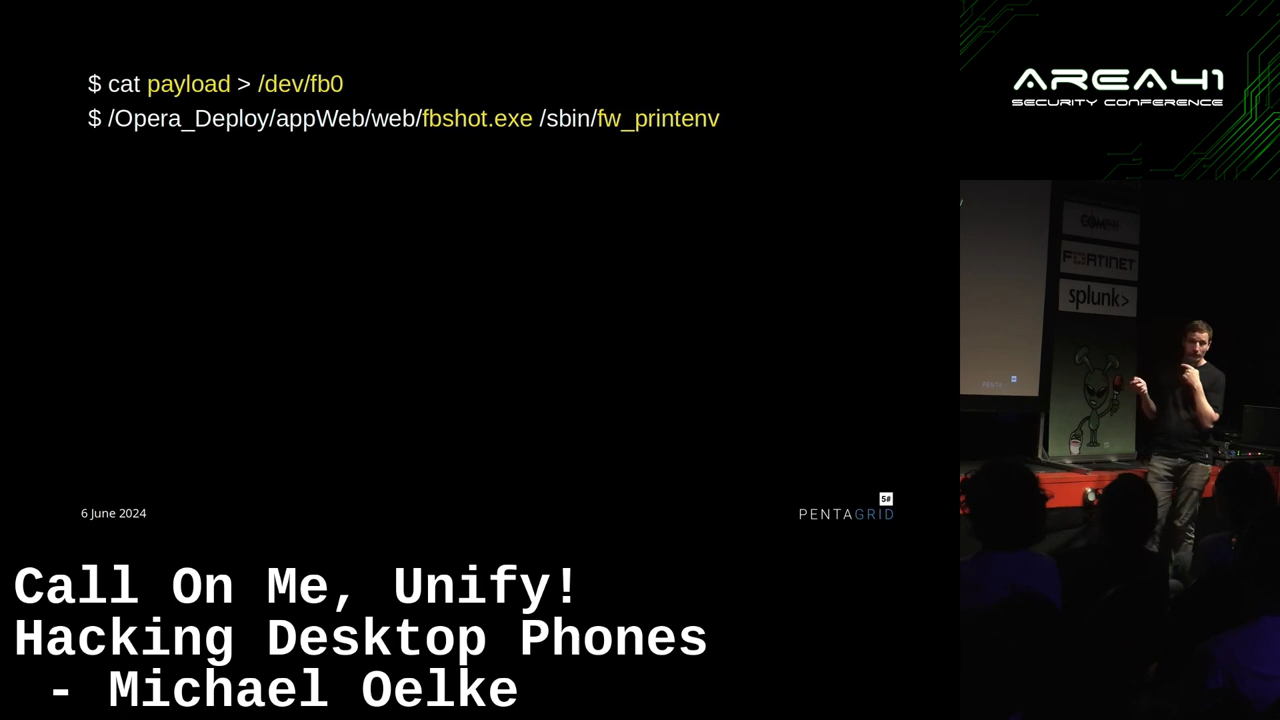 $ cat payload > /dev/fb0
$ /Opera_Deploy/appWeb/web/fbshot.exe /sbin/fw_printenv
6 June 2024
5#
PENTAGRID
AREA41
SECURITY CONFERENCE
FORTINET
splunk>
Call On Me, Unify!
Hacking Desktop Phones
- Michael Oelke